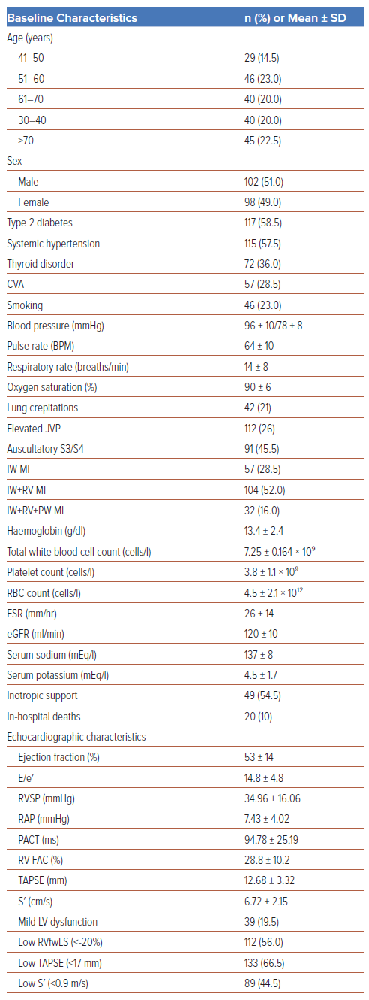 Baseline Characteristics n (%) or Mean ± SD
Age (years)
41–50 29 (14.5)
51–60 46 (23.0)
61–70 40 (20.0)
30–40 40 (20.0)
>70 45 (22.5)
Sex
Male 102 (51.0)
Female 98 (49.0)
Type 2 diabetes 117 (58.5)
Systemic hypertension 115 (57.5)
Thyroid disorder 72 (36.0)
CVA 57 (28.5)
Smoking 46 (23.0)
Blood pressure (mmHg) 96 ± 10/78 ± 8
Pulse rate (BPM) 64 ± 10
Respiratory rate (breaths/min) 14 ± 8
Oxygen saturation (%) 90 ± 6
Lung crepitations 42 (21)
Elevated JVP 112 (26)
Auscultatory S3/S4 91 (45.5)
IW MI 57 (28.5)
IW+RV MI 104 (52.0)
IW+RV+PW MI 32 (16.0)
Haemoglobin (g/dl) 13.4 ± 2.4
Total white blood cell count (cells/l) 7.25 ± 0.164 × 10⁹
Platelet count (cells/l) 3.8 ± 1.1 × 10⁹
RBC count (cells/l) 4.5 ± 2.1 × 10¹²
ESR (mm/hr) 26 ± 14
eGFR (ml/min) 120 ± 10
Serum sodium (mEq/l) 137 ± 8
Serum potassium (mEq/l) 4.5 ± 1.7
Inotropic support 49 (54.5)
In-hospital deaths 20 (10)
Echocardiographic characteristics
Ejection fraction (%) 53 ± 14
E/e′ 14.8 ± 4.8
RVSP (mmHg) 34.96 ± 16.06
RAP (mmHg) 7.43 ± 4.02
PACT (ms) 94.78 ± 25.19
RV FAC (%) 28.8 ± 10.2
TAPSE (mm) 12.68 ± 3.32
S′ (cm/s) 6.72 ± 2.15
Mild LV dysfunction 39 (19.5)
Low RVfwLS (<-20%) 112 (56.0)
Low TAPSE (<17 mm) 133 (66.5)
Low S′ (<0.9 m/s) 89 (44.5)